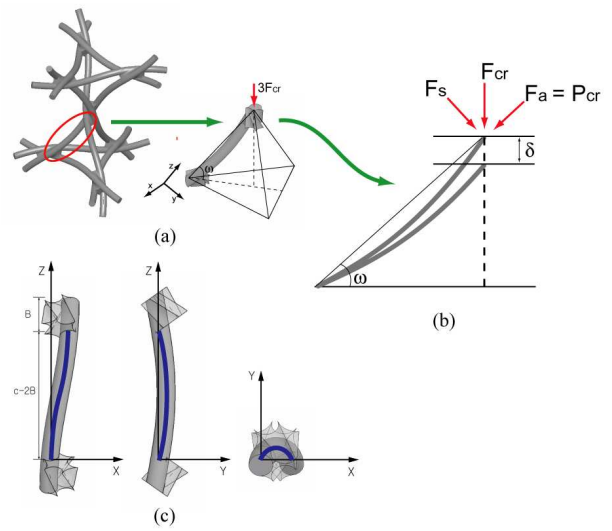 3Fcr
ω
z
x
y
(a)
Fcr
Fs
Fa = Pcr
δ
ω
(b)
Z
B
c-2B
X
Z
Y
Y
X
(c)